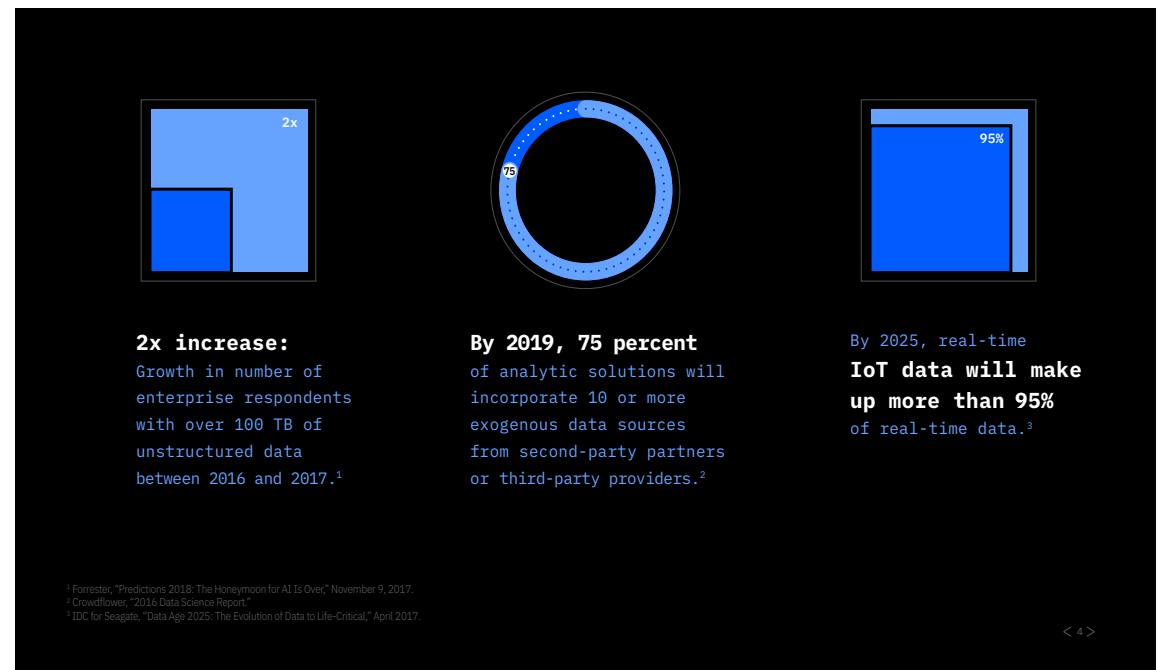 2x
75
95%
2x increase:
Growth in number of
enterprise respondents
with over 100 TB of
unstructured data
between 2016 and 2017.¹
By 2019, 75 percent
of analytic solutions will
incorporate 10 or more
exogenous data sources
from second-party partners
or third-party providers.²
By 2025, real-time
IoT data will make
up more than 95%
of real-time data.³
¹ Forrester, “Predictions 2018: The Honeymoon for AI Is Over,” November 9, 2017.
² Crowdflower, “2016 Data Science Report.”
³ IDC for Seagate, “Data Age 2025: The Evolution of Data to Life-Critical,” April 2017.
< 4 >